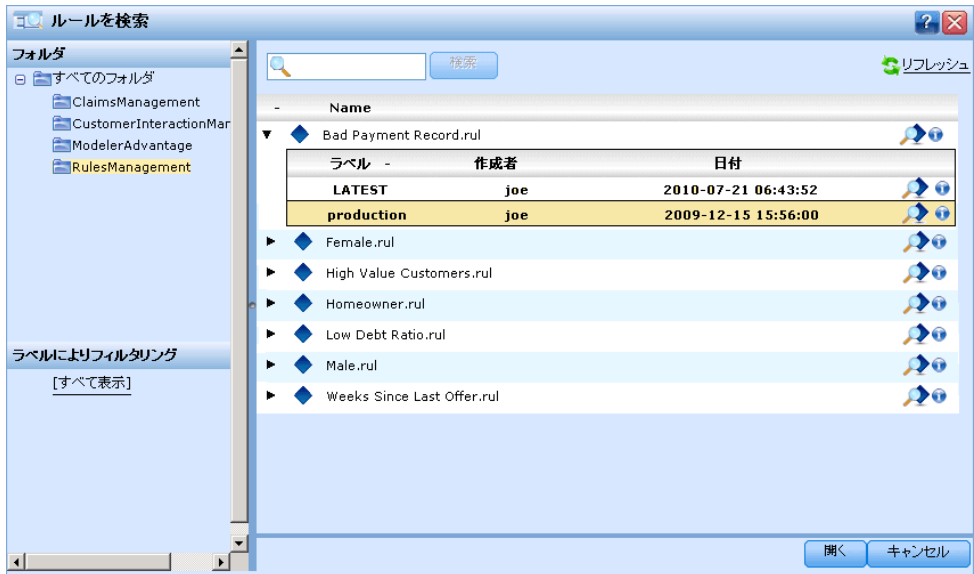 ルールを検索
フォルダ
すべてのフォルダ
ClaimsManagement
CustomerInteractionMar
ModelerAdvantage
RulesManagement
ラベルによりフィルタリング
[すべて表示]
検索
リフレッシュ
- Name
Bad Payment Record.rul
ラベル - 作成者 日付
LATEST joe 2010-07-21 06:43:52
production joe 2009-12-15 15:56:00
Female.rul
High Value Customers.rul
Homeowner.rul
Low Debt Ratio.rul
Male.rul
Weeks Since Last Offer.rul
開く キャンセル